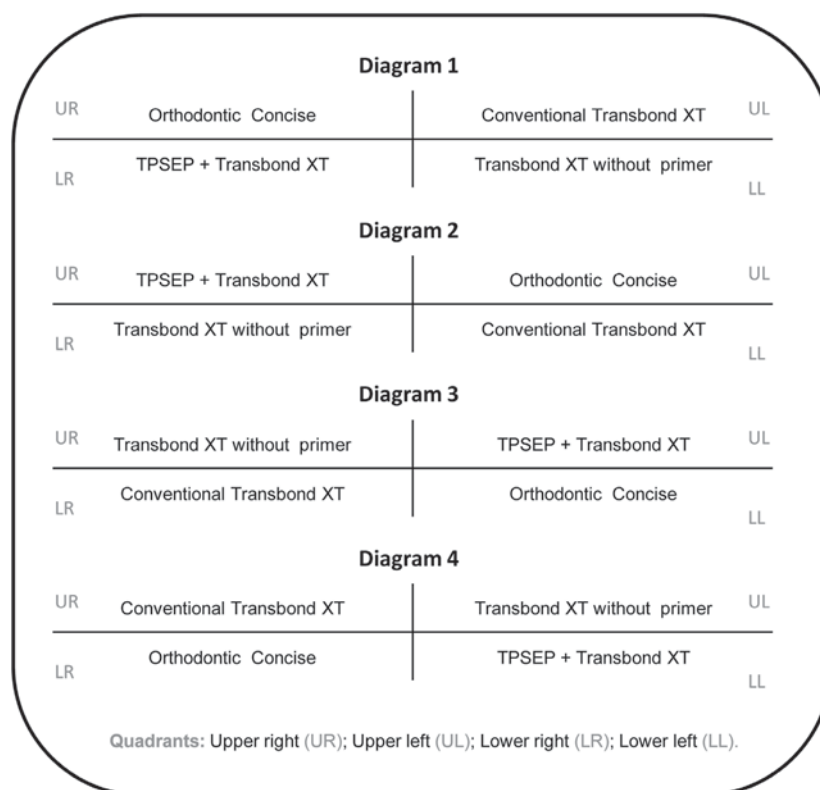 Diagram 1
UR Orthodontic Concise Conventional Transbond XT UL
LR TPSEP + Transbond XT Transbond XT without primer LL
Diagram 2
UR TPSEP + Transbond XT Orthodontic Concise UL
LR Transbond XT without primer Conventional Transbond XT LL
Diagram 3
UR Transbond XT without primer TPSEP + Transbond XT UL
LR Conventional Transbond XT Orthodontic Concise LL
Diagram 4
UR Conventional Transbond XT Transbond XT without primer UL
LR Orthodontic Concise TPSEP + Transbond XT LL
Quadrants: Upper right (UR); Upper left (UL); Lower right (LR); Lower left (LL).